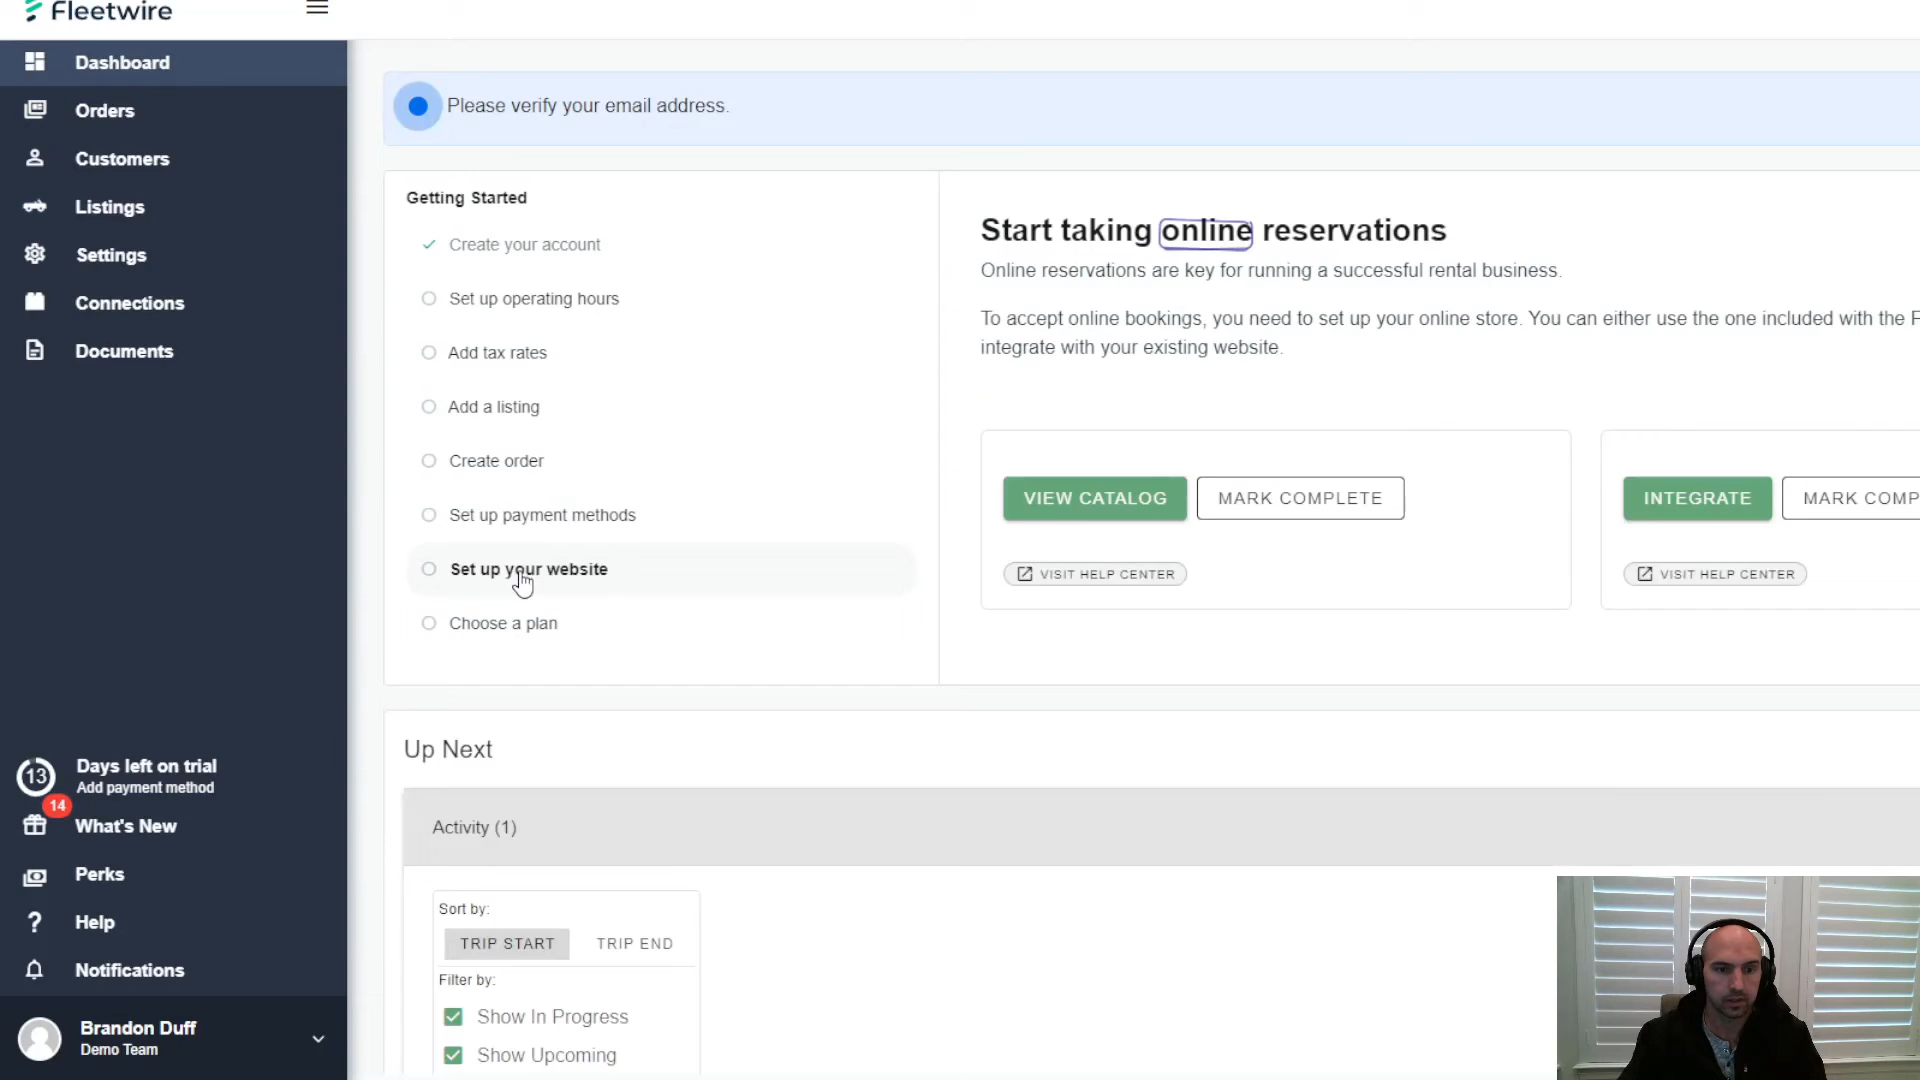 Fleetwire
Dashboard
Orders
Customers
Listings
Settings
Connections
Documents
13
Days left on trial
Add payment method
14
What's New
Perks
Help
Notifications
Brandon Duff
Demo Team
Please verify your email address.
Getting Started
Create your account
Set up operating hours
Add tax rates
Add a listing
Create order
Set up payment methods
Set up your website
Choose a plan
Start taking online reservations
Online reservations are key for running a successful rental business.
To accept online bookings, you need to set up your online store. You can either use the one included with the F
integrate with your existing website.
VIEW CATALOG
MARK COMPLETE
VISIT HELP CENTER
INTEGRATE
MARK COMP
VISIT HELP CENTER
Up Next
Activity (1)
Sort by:
TRIP START
TRIP END
Filter by:
Show In Progress
Show Upcoming